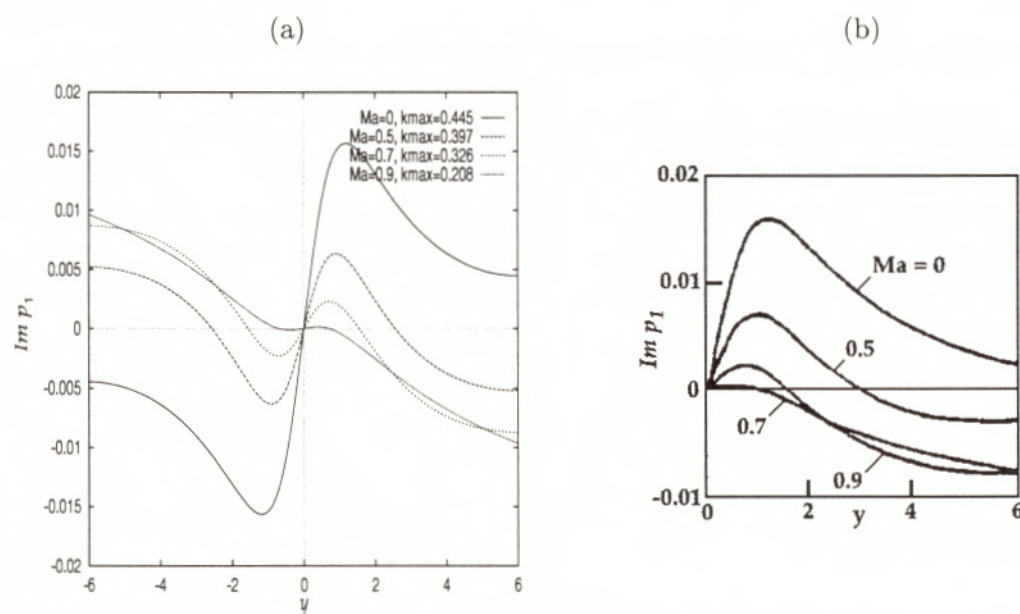 (a)
(b)
0.02
0.015
0.01
0.005
0
-0.005
-0.01
-0.015
-0.02
Im p1
-6 -4 -2 0 2 4 6
y
Ma=0, kmax=0.445
Ma=0.5, kmax=0.397
Ma=0.7, kmax=0.326
Ma=0.9, kmax=0.208
0.02
0.01
0
-0.01
Im p1
Ma = 0
0.5
0.7
0.9
0 2 4 6
y